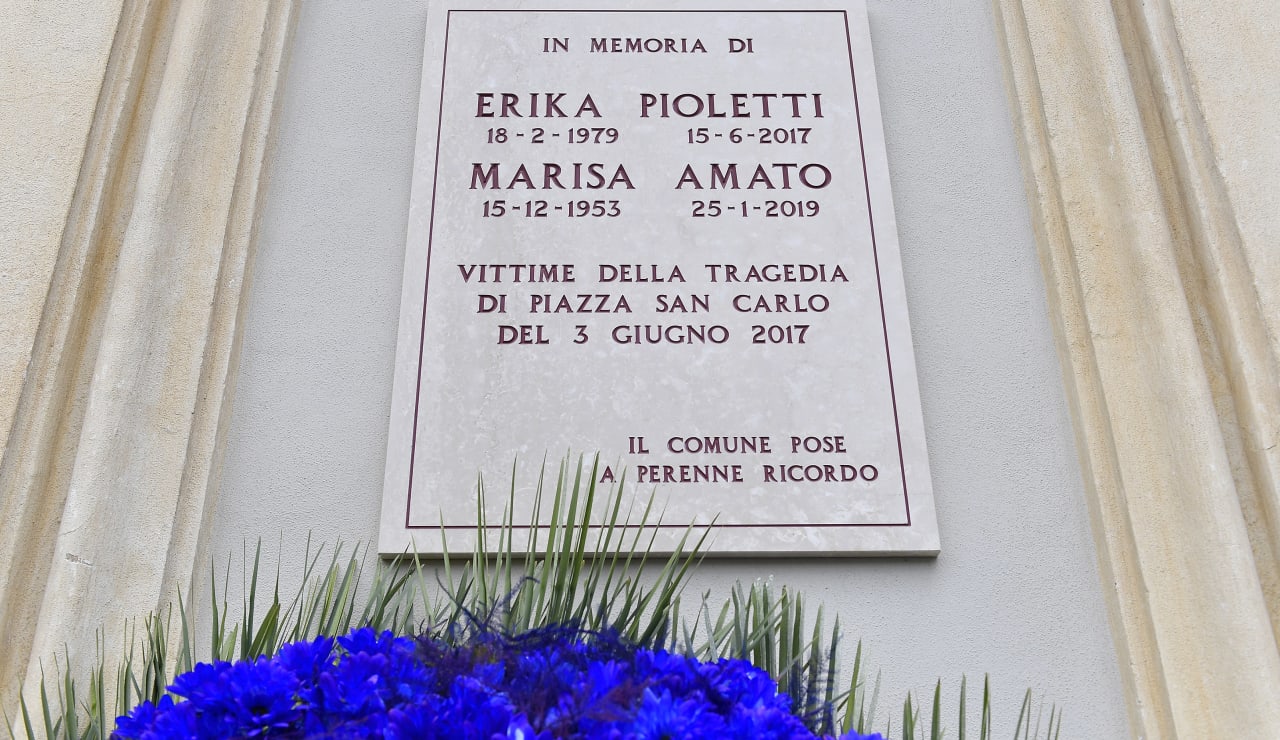 IN MEMORIA DI
ERIKA PIOLETTI
18-2-1979 15-6-2017
MARISA AMATO
15-12-1953 25-1-2019
VITTIME DELLA TRAGEDIA
DI PIAZZA SAN CARLO
DEL 3 GIUGNO 2017
IL COMUNE POSE
A PERENNE RICORDO